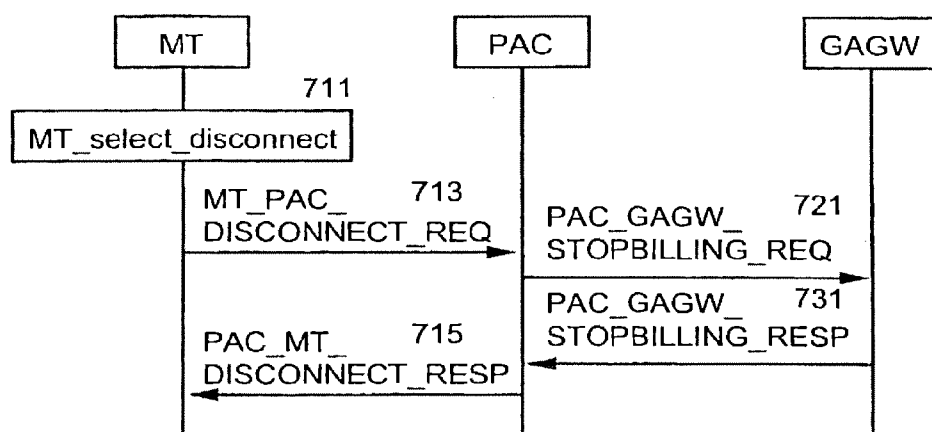 MT
PAC
GAGW
711
MT_select_disconnect
MT_PAC_ 713
DISCONNECT_REQ
PAC_GAGW_ 721
STOPBILLING_REQ
PAC_GAGW_ 731
STOPBILLING_RESP
PAC_MT_ 715
DISCONNECT_RESP